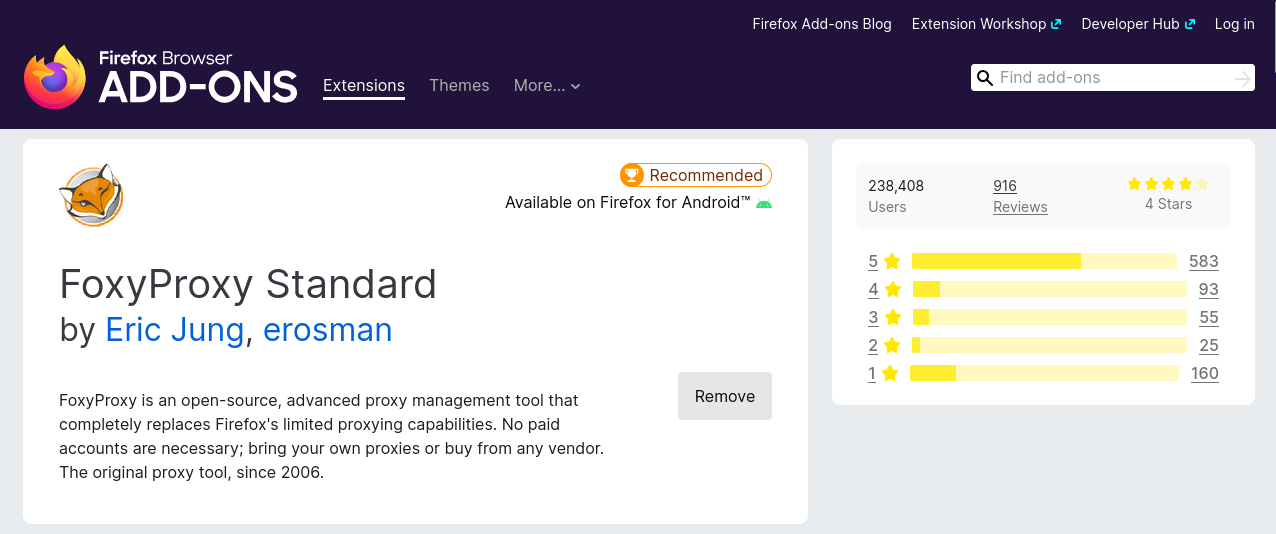 Firefox Add-ons Blog Extension Workshop Developer Hub Log in
Firefox Browser
ADD-ONS
Extensions Themes More...
Find add-ons
Recommended
Available on Firefox for Android™
FoxyProxy Standard
by Eric Jung, erosman
FoxyProxy is an open-source, advanced proxy management tool that
completely replaces Firefox's limited proxying capabilities. No paid
accounts are necessary; bring your own proxies or buy from any vendor.
The original proxy tool, since 2006.
Remove
238,408 916
Users Reviews 4 Stars
5 583
4 93
3 55
2 25
1 160